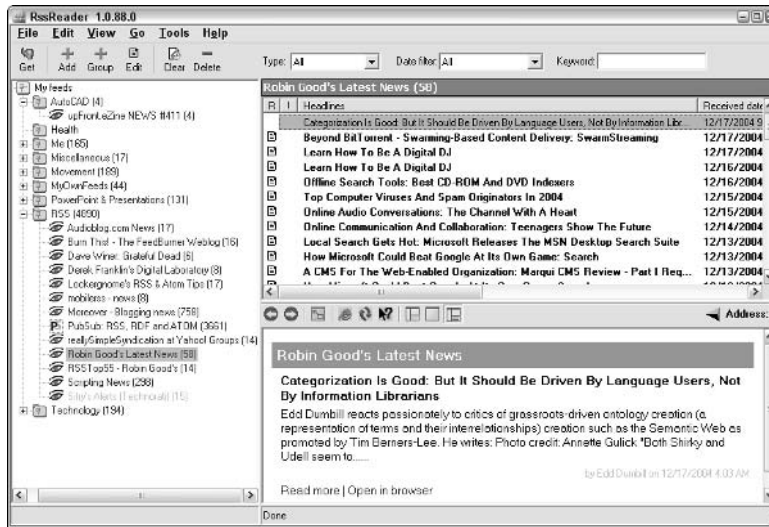 RssReader 1.0.88.0
File Edit View Go Tools Help
Get Add Group Edit Clear Delete Type: All Date filter: All Keyword:
My feeds
AutoCAD (4)
upFront.eZine NEWS #411 (4)
Health
Me (165)
Miscellaneous (17)
Movement (189)
MyOwnFeeds (44)
PowerPoint & Presentations (131)
RSS (4890)
Audioblog.com News (17)
Burn This! - The FeedBurner Weblog (16)
Dave Winer: Grateful Dead (6)
Derek Franklin's Digital Laboratory (8)
Lockergnome's RSS & Atom Tips (17)
mobilerss - news (8)
Moreover - Blogging news (758)
PubSub: RSS, RDF and ATOM (3661)
reallySimpleSyndication at Yahoo! Groups (14)
Robin Good's Latest News (58)
RSSTop55 - Robin Good's (14)
Scripting News (298)
Technology (194)
Robin Good's Latest News (58)
R ! Headlines Received date
Categorization Is Good: But It Should Be Driven By Language Users, Not By Information Libr... 12/17/2004 9
Beyond BitTorrent - Swarming-Based Content Delivery: SwarmStreaming 12/17/2004
Learn How To Be A Digital DJ 12/17/2004
Learn How To Be A Digital DJ 12/16/2004
Offline Search Tools: Best CD-ROM And DVD Indexers 12/16/2004
Top Computer Viruses And Spam Originators In 2004 12/15/2004
Online Audio Conversations: The Channel With A Heart 12/15/2004
Online Communication And Collaboration: Teenagers Show The Future 12/14/2004
Local Search Gets Hot: Microsoft Releases The MSN Desktop Search Suite 12/13/2004
How Microsoft Could Beat Google At Its Own Game: Search 12/13/2004
A CMS For The Web-Enabled Organization: Marqui CMS Review - Part I Req... 12/13/2004
Address:
Robin Good's Latest News
Categorization Is Good: But It Should Be Driven By Language Users, Not
By Information Librarians
Edd Dumbill reacts passionately to critics of grassroots-driven ontology creation (a
representation of terms and their interrelationships) creation such as the Semantic Web as
promoted by Tim Berners-Lee. He writes: Photo credit: Annette Gulick "Both Shirky and
Udell seem to......
by Edd Dumbill on 12/17/2004 4:03 AM
Read more | Open in browser
Done